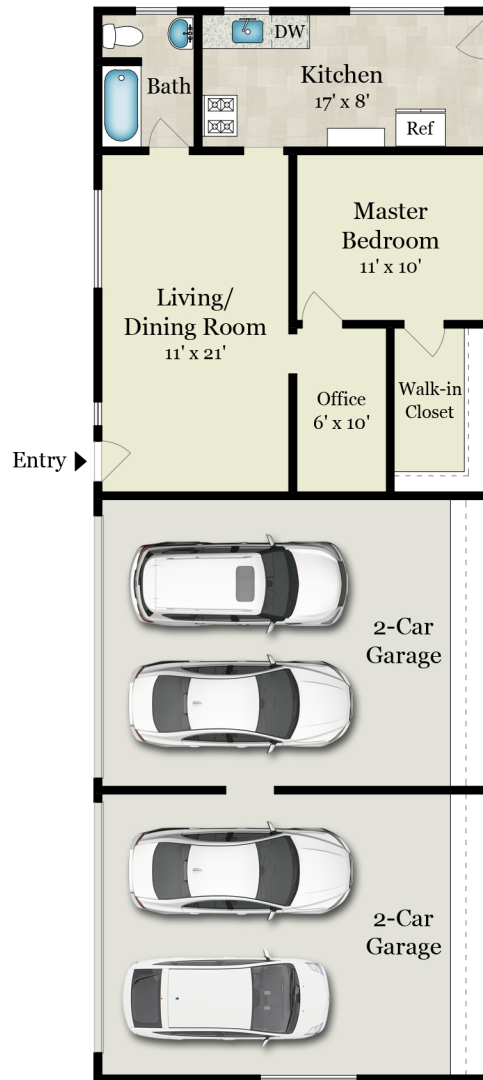 DW
Bath
Kitchen
17' x 8'
Ref
Master
Bedroom
11' x 10'
Living/
Dining Room
11' x 21'
Office
6' x 10'
Walk-in
Closet
Entry
2-Car
Garage
2-Car
Garage